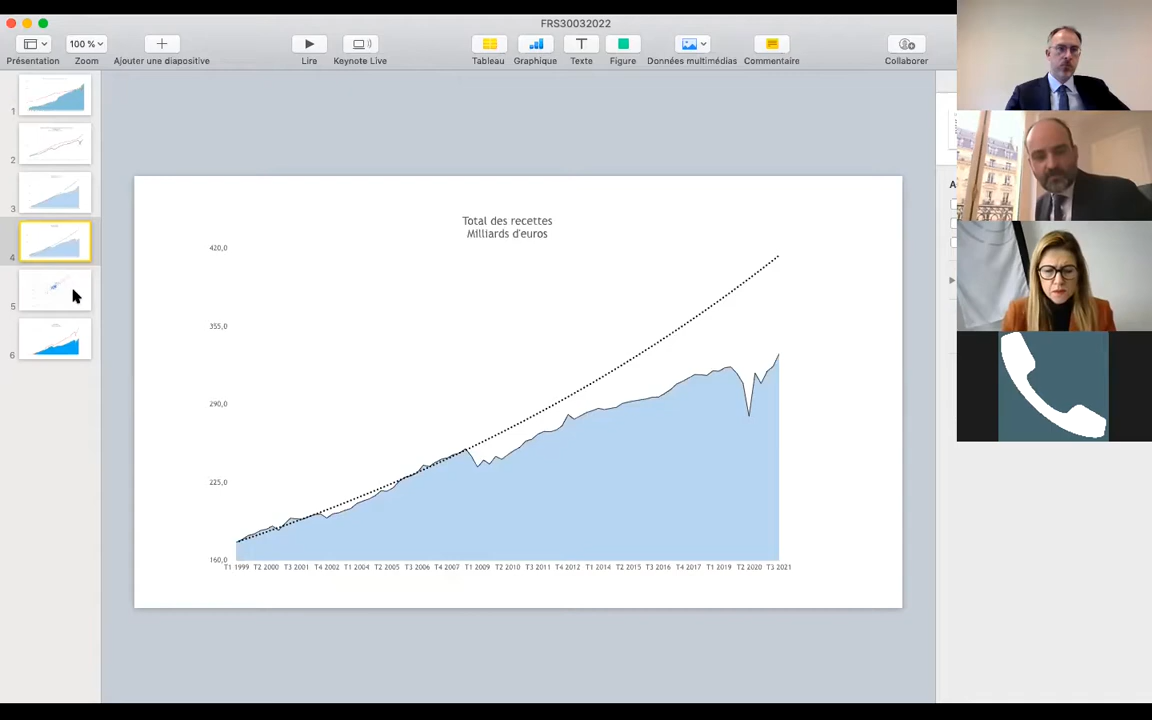 FRS30032022
100 %
Présentation
Zoom
Ajouter une diapositive
Lire
Keynote Live
Tableau
Graphique
Texte
Figure
Données multimédias
Commentaire
Collaborer
1
2
3
4
5
6
Total des recettes
Milliards d'euros
420,0
355,0
290,0
225,0
160,0
T1 1999 T2 2000 T3 2001 T4 2002 T1 2004 T2 2005 T3 2006 T4 2007 T1 2009 T2 2010 T3 2011 T4 2012 T1 2014 T2 2015 T3 2016 T4 2017 T1 2019 T2 2020 T3 2021